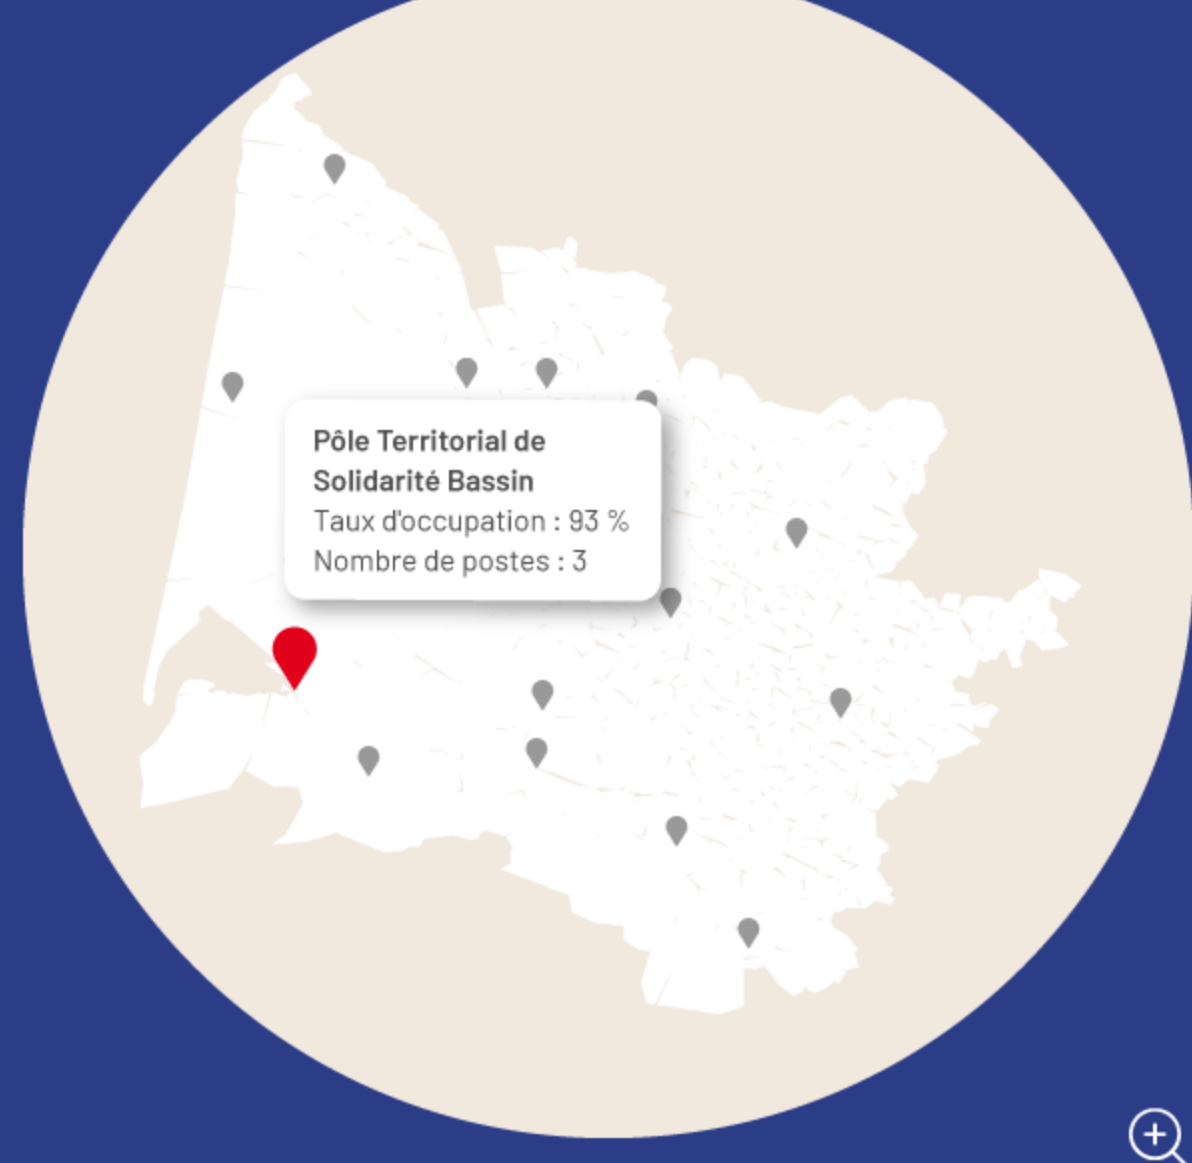 Pôle Territorial de
Solidarité Bassin
Taux d'occupation : 93 %
Nombre de postes : 3